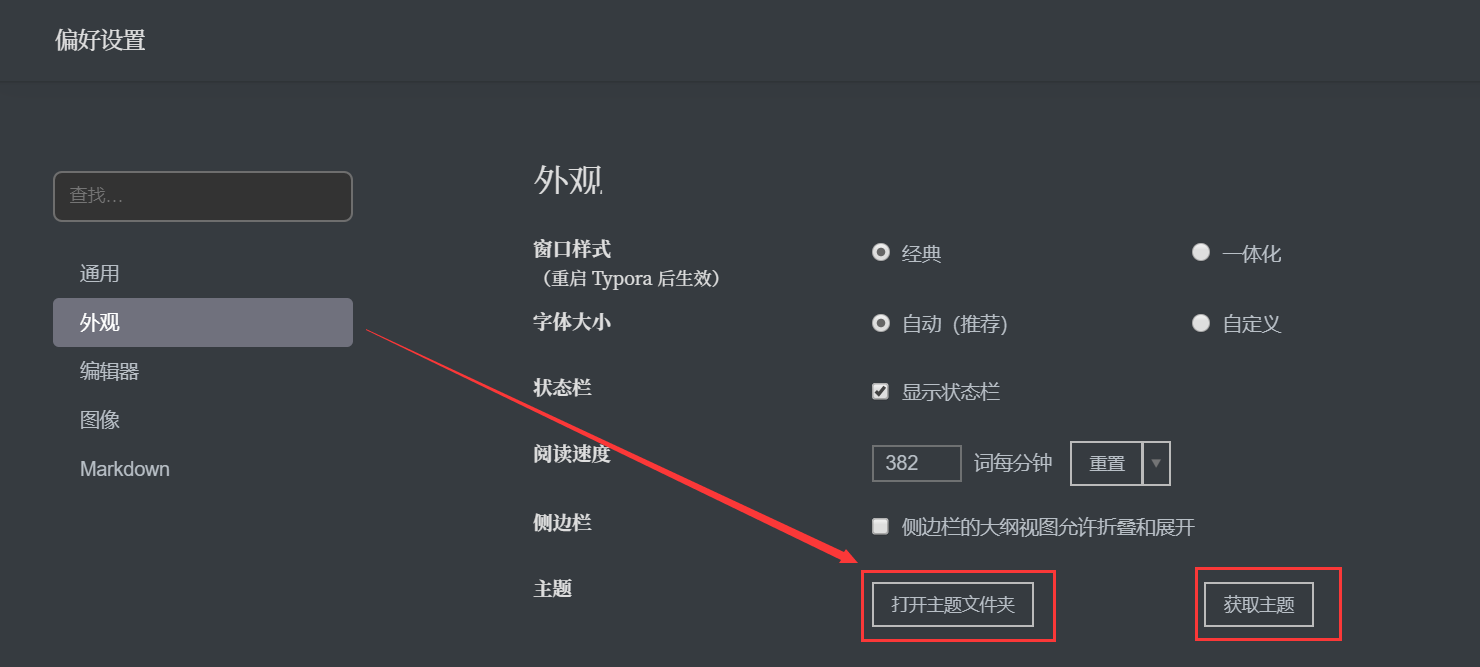 偏好设置
查找...
通用
外观
编辑器
图像
Markdown
外观
窗口样式
（重启 Typora 后生效）
经典
一体化
字体大小
自动（推荐）
自定义
状态栏
显示状态栏
阅读速度
382
词每分钟
重置
侧边栏
侧边栏的大纲视图允许折叠和展开
主题
打开主题文件夹
获取主题